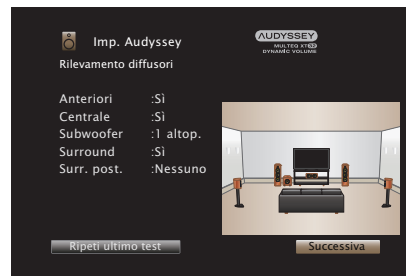 Imp. Audyssey
AUDYSSEY
MULTEQ XT32
DYNAMIC VOLUME
Rilevamento diffusori
Anteriori :Sì
Centrale :Sì
Subwoofer :1 altop.
Surround :Sì
Surr. post. :Nessuno
Ripeti ultimo test
Successiva